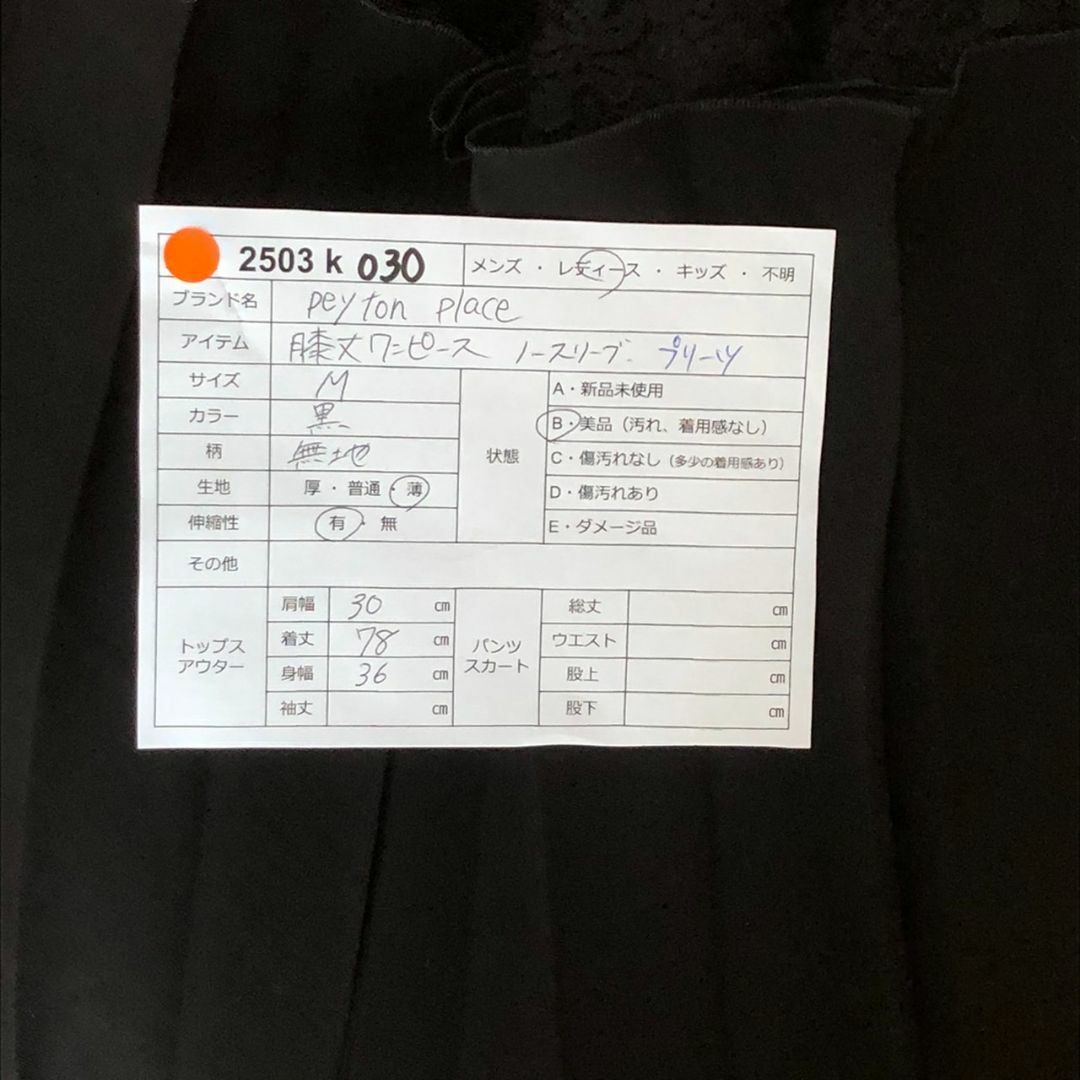 2503 k 030
メンズ ・ レディース ・ キッズ ・ 不明
ブランド名 peyton place
アイテム 膝丈ワンピース ノースリーブ プリーツ
サイズ M
カラー 黒
柄 無地
生地 厚 ・ 普通 ・ 薄
伸縮性 有 ・ 無
状態
A・新品未使用
B・美品（汚れ、着用感なし）
C・傷汚れなし（多少の着用感あり）
D・傷汚れあり
E・ダメージ品
その他
トップス
アウター
肩幅 30 ㎝
着丈 78 ㎝
身幅 36 ㎝
袖丈 ㎝
パンツ
スカート
総丈 ㎝
ウエスト ㎝
股上 ㎝
股下 ㎝